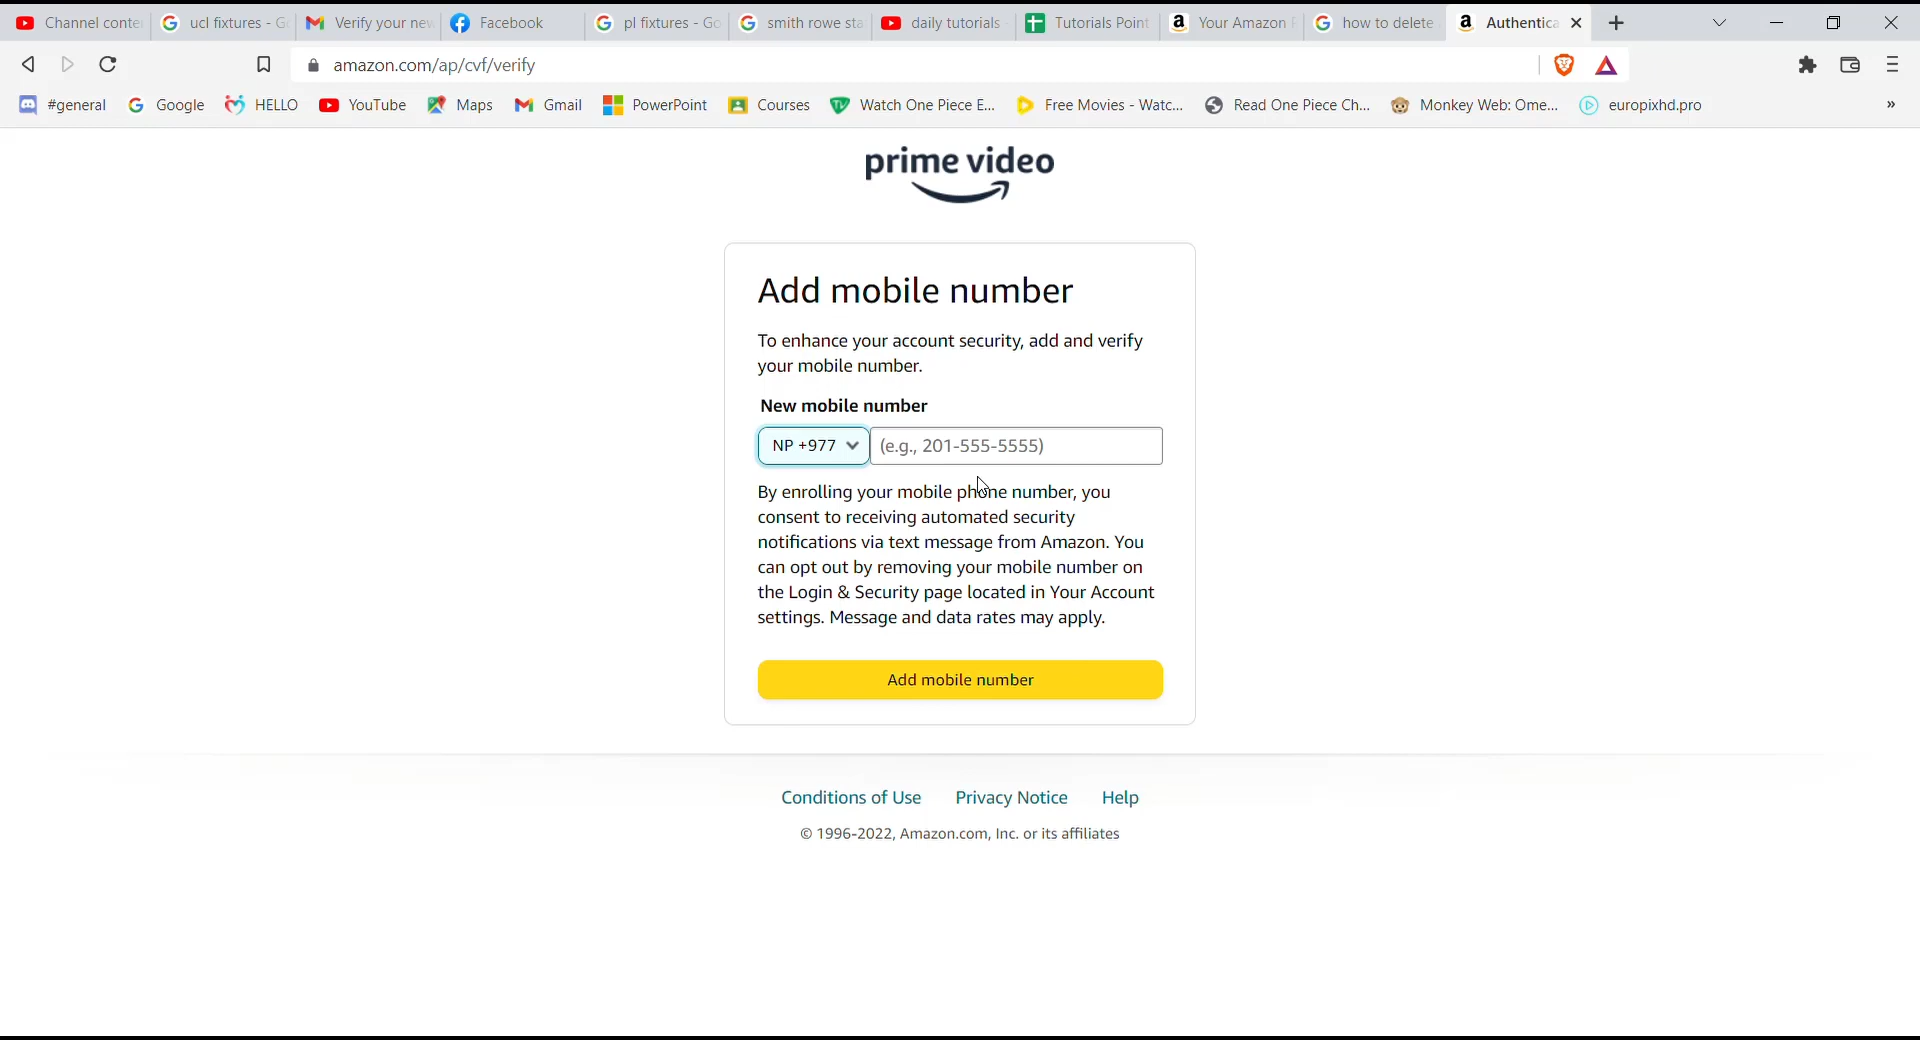 Channel conte
ucl fixtures - G
Verify your nev
Facebook
pl fixtures - Go
smith rowe sta
daily tutorials
Tutorials Point
Your Amazon
how to delete
Authentica
amazon.com/ap/cvf/verify
#general
Google
HELLO
YouTube
Maps
Gmail
PowerPoint
Courses
Watch One Piece E...
Free Movies - Watc...
Read One Piece Ch...
Monkey Web: Ome...
europixhd.pro
prime video
Add mobile number
To enhance your account security, add and verify
your mobile number.
New mobile number
NP +977
(e.g., 201-555-5555)
By enrolling your mobile phone number, you
consent to receiving automated security
notifications via text message from Amazon. You
can opt out by removing your mobile number on
the Login & Security page located in Your Account
settings. Message and data rates may apply.
Add mobile number
Conditions of Use
Privacy Notice
Help
© 1996-2022, Amazon.com, Inc. or its affiliates